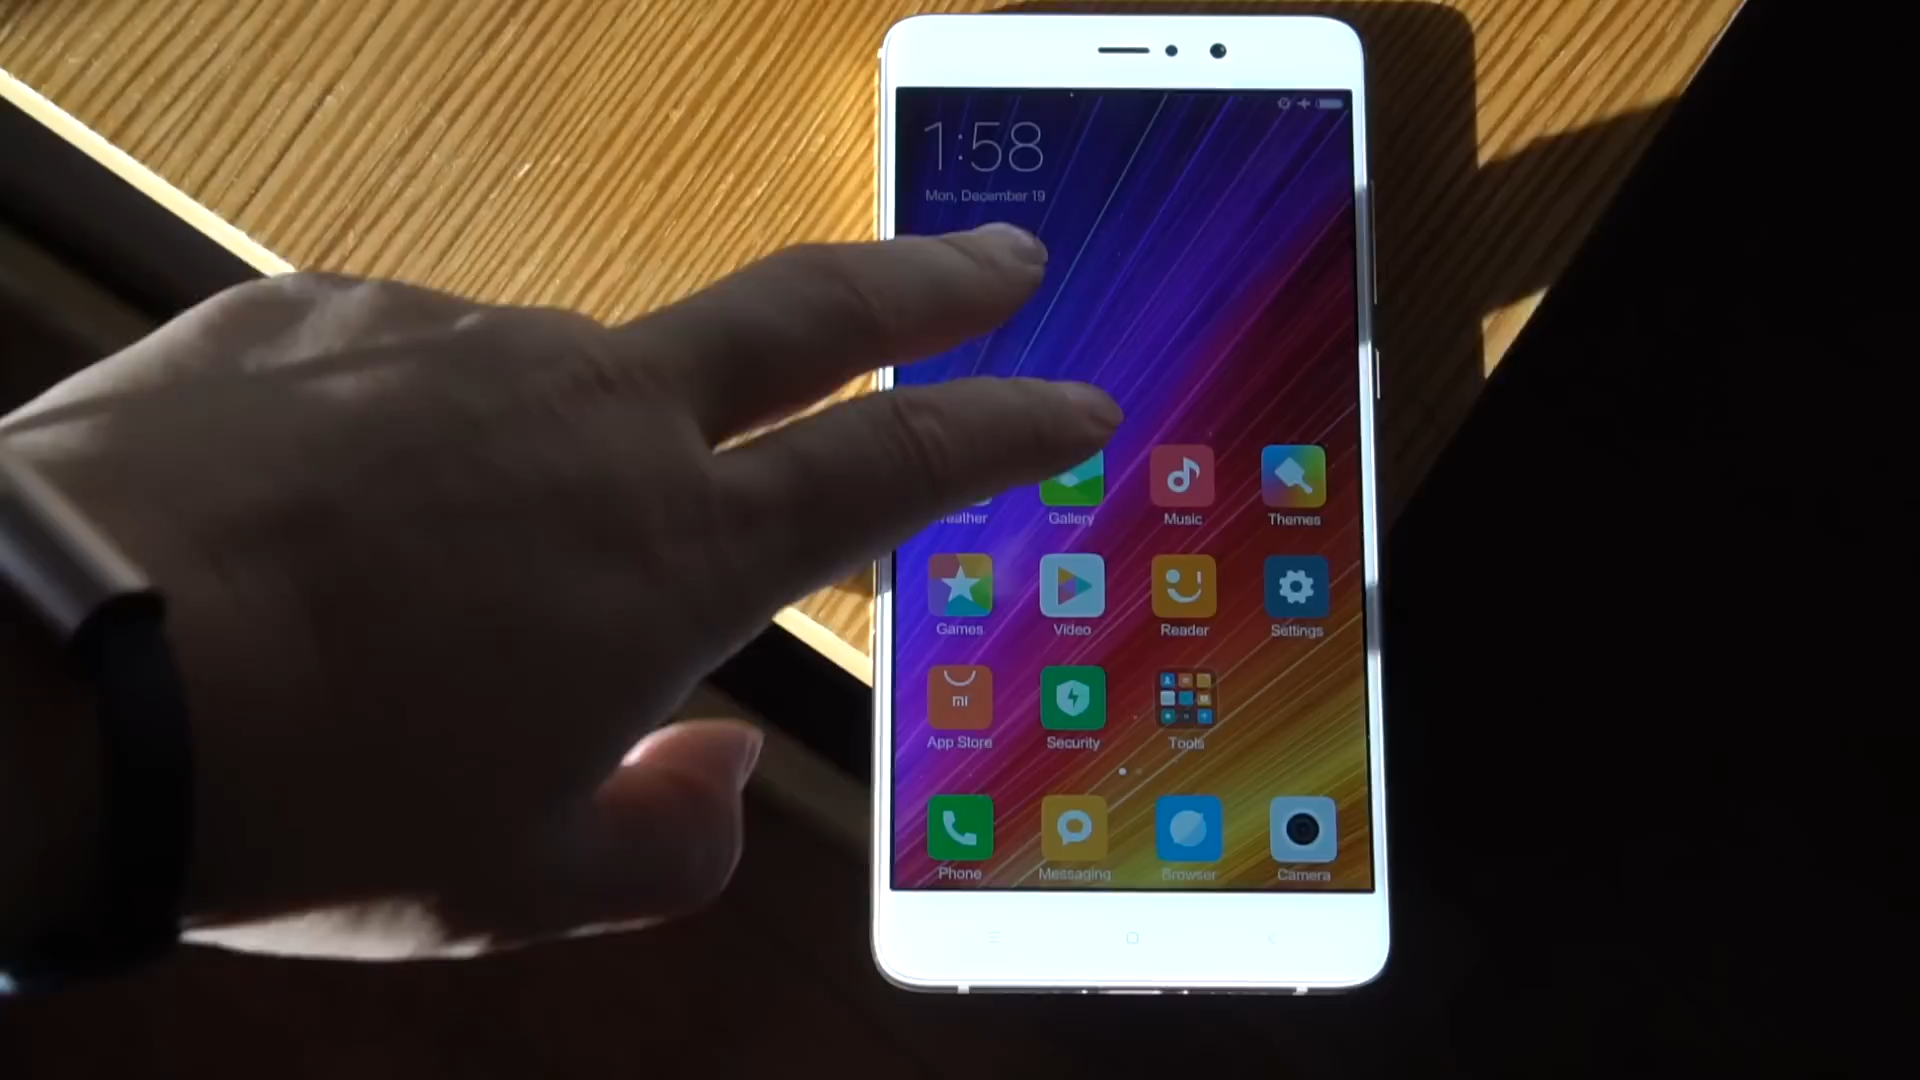 1:58
Mon, December 19
eather Gallery Music Themes
Games Video Reader Settings
mi
App Store Security Tools
Phone Messaging Browser Camera